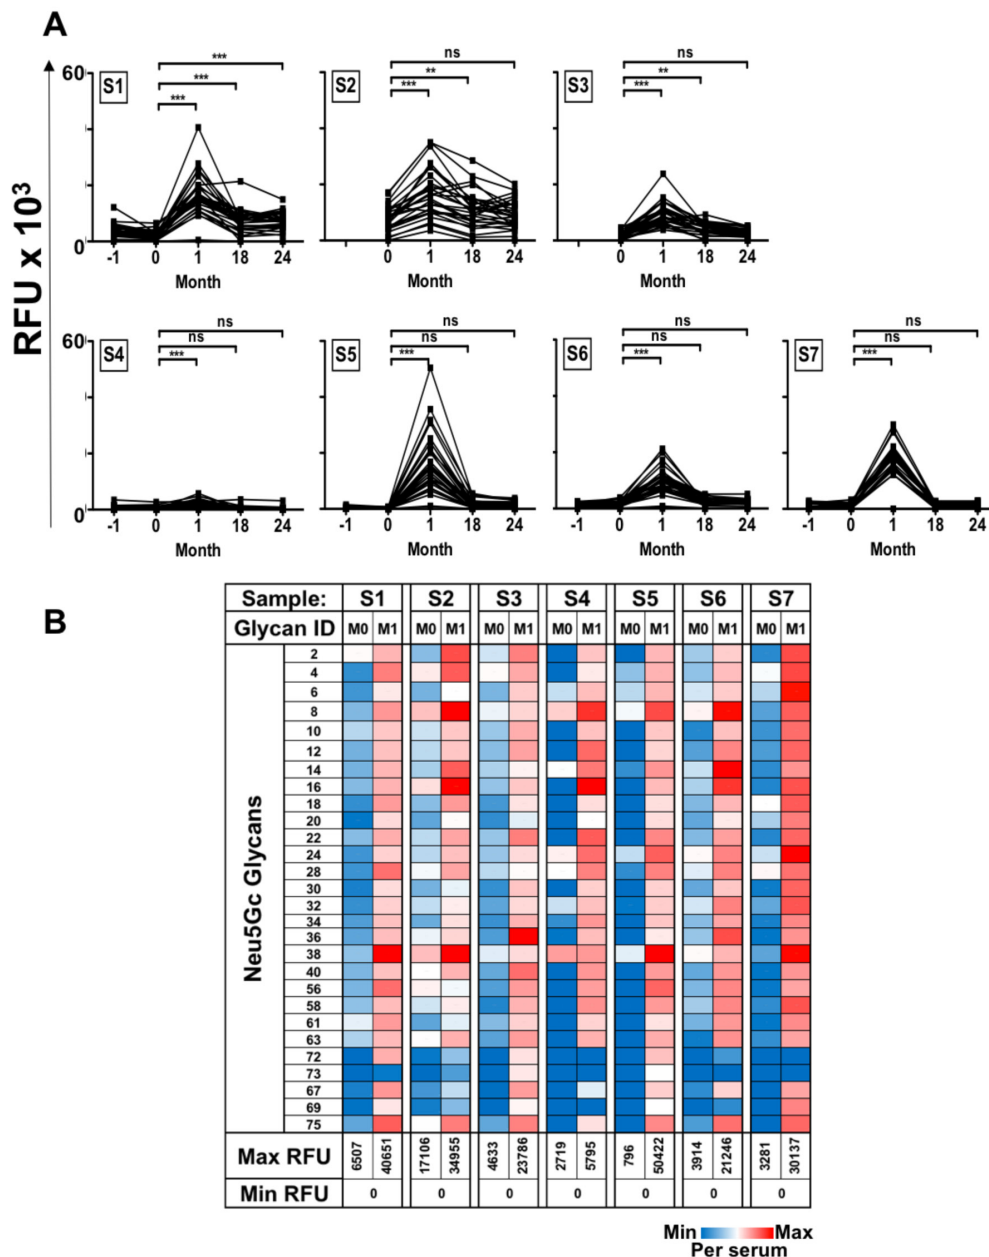 A
RFU x 10³
60
0
S1
***
***
***
-1 0 1 18 24
Month
S2
ns
**
***
0 1 18 24
Month
S3
ns
**
***
0 1 18 24
Month
60
0
S4
ns
ns
***
-1 0 1 18 24
Month
S5
ns
ns
***
-1 0 1 18 24
Month
S6
ns
ns
***
-1 0 1 18 24
Month
S7
ns
ns
***
-1 0 1 18 24
Month
B
Sample: S1 S2 S3 S4 S5 S6 S7
Glycan ID M0 M1 M0 M1 M0 M1 M0 M1 M0 M1 M0 M1 M0 M1
Neu5Gc Glycans
2
4
6
8
10
12
14
16
18
20
22
24
28
30
32
34
36
38
40
56
58
61
63
72
73
67
69
75
Max RFU 6507 40651 17106 34955 4633 23786 2719 5795 796 50422 3914 21246 3281 30137
Min RFU 0 0 0 0 0 0 0
Min Max
Per serum